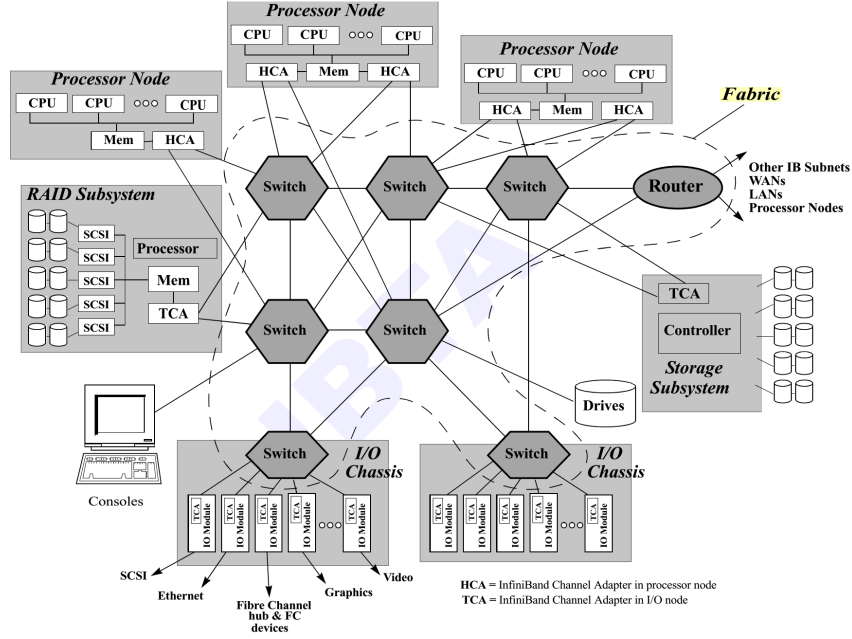 Processor Node
CPU CPU ooo CPU
HCA Mem HCA
Processor Node
CPU CPU ooo CPU
HCA Mem HCA
Processor Node
CPU CPU ooo CPU
Mem HCA
Fabric
Switch
Switch
Switch
Router
Other IB Subnets
WANs
LANs
Processor Nodes
RAID Subsystem
SCSI
SCSI
SCSI
SCSI
SCSI
Processor
Mem
TCA
Switch
Switch
TCA
Controller
Storage
Subsystem
Drives
Consoles
Switch
I/O
Chassis
TCA IO Module
TCA IO Module
TCA IO Module
TCA IO Module
ooo
TCA IO Module
Switch
I/O
Chassis
TCA IO Module
TCA IO Module
TCA IO Module
TCA IO Module
ooo
TCA IO Module
SCSI
Ethernet
Fibre Channel
hub & FC
devices
Graphics
Video
HCA = InfiniBand Channel Adapter in processor node
TCA = InfiniBand Channel Adapter in I/O node
IBTA